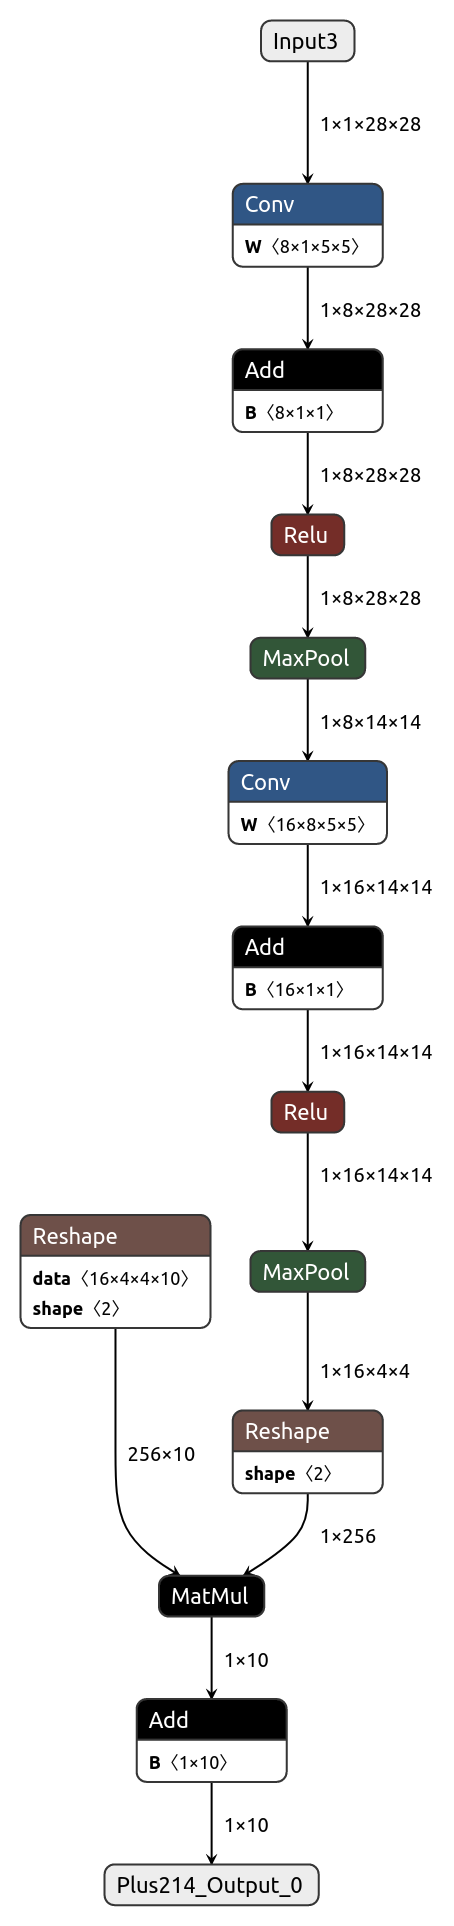 Input3
1×1×28×28
Conv
W〈8×1×5×5〉
1×8×28×28
Add
B〈8×1×1〉
1×8×28×28
Relu
1×8×28×28
MaxPool
1×8×14×14
Conv
W〈16×8×5×5〉
1×16×14×14
Add
B〈16×1×1〉
1×16×14×14
Relu
1×16×14×14
Reshape
data〈16×4×4×10〉
shape〈2〉
256×10
MaxPool
1×16×4×4
Reshape
shape〈2〉
1×256
MatMul
1×10
Add
B〈1×10〉
1×10
Plus214_Output_0